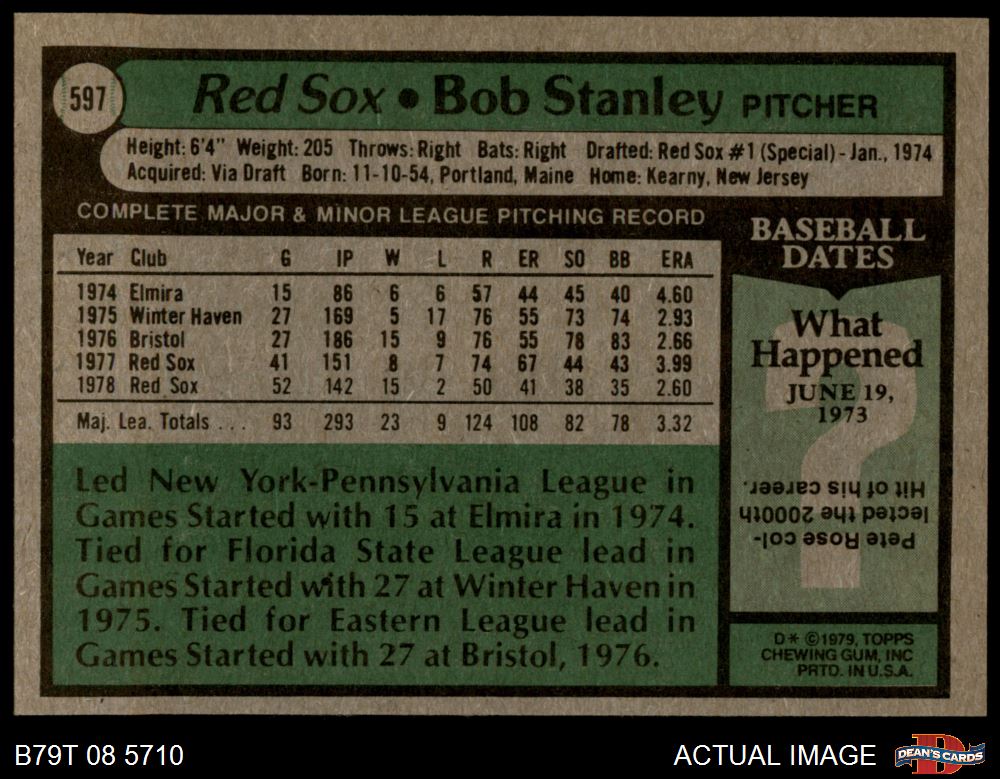 597
Red Sox • Bob Stanley PITCHER
Height: 6'4" Weight: 205 Throws: Right Bats: Right Drafted: Red Sox #1 (Special) - Jan., 1974
Acquired: Via Draft Born: 11-10-54, Portland, Maine Home: Kearny, New Jersey
COMPLETE MAJOR & MINOR LEAGUE PITCHING RECORD
Year Club G IP W L R ER SO BB ERA
1974 Elmira 15 86 6 6 57 44 45 40 4.60
1975 Winter Haven 27 169 5 17 76 55 73 74 2.93
1976 Bristol 27 186 15 9 76 55 78 83 2.66
1977 Red Sox 41 151 8 7 74 67 44 43 3.99
1978 Red Sox 52 142 15 2 50 41 38 35 2.60
Maj. Lea. Totals . . . 93 293 23 9 124 108 82 78 3.32
Led New York-Pennsylvania League in
Games Started with 15 at Elmira in 1974.
Tied for Florida State League lead in
Games Started with 27 at Winter Haven in
1975. Tied for Eastern League lead in
Games Started with 27 at Bristol, 1976.
BASEBALL
DATES
What
Happened
JUNE 19,
1973
?
Pete Rose col-
lected the 2000th
Hit of his career.
D* ©1979, TOPPS
CHEWING GUM, INC
PRTD. IN U.S.A.
B79T 08 5710
ACTUAL IMAGE
D
DEAN'S CARDS